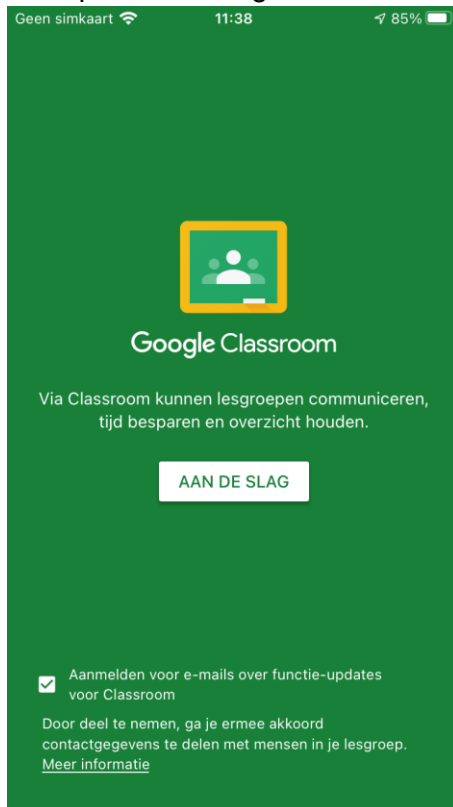 Geen simkaart 11:38 85%
Google Classroom
Via Classroom kunnen lesgroepen communiceren,
tijd besparen en overzicht houden.
AAN DE SLAG
Aanmelden voor e-mails over functie-updates
voor Classroom
Door deel te nemen, ga je ermee akkoord
contactgegevens te delen met mensen in je lesgroep.
Meer informatie